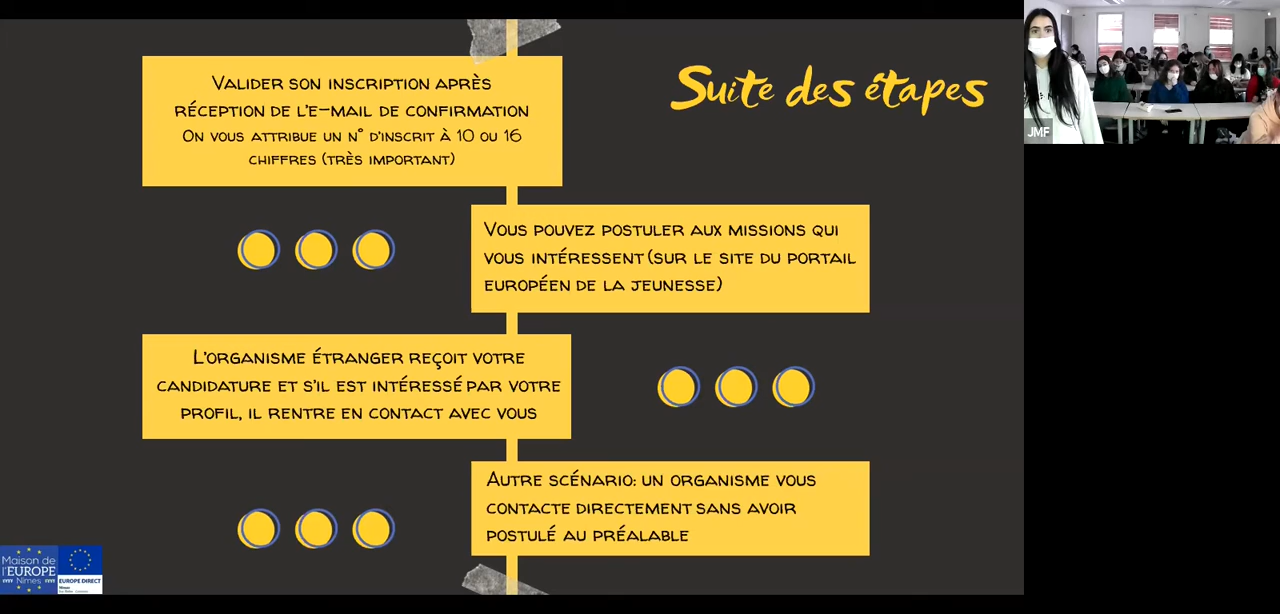 Suite des étapes
Valider son inscription après
réception de l'e-mail de confirmation
On vous attribue un n° d'inscrit à 10 ou 16
chiffres (très important)
Vous pouvez postuler aux missions qui
vous intéressent (sur le site du portail
européen de la jeunesse)
L'organisme étranger reçoit votre
candidature et s'il est intéressé par votre
profil, il rentre en contact avec vous
Autre scénario: un organisme vous
contacte directement sans avoir
postulé au préalable
Maison de
l'EUROPE
Nîmes
EUROPE DIRECT
Nîmes
JMF